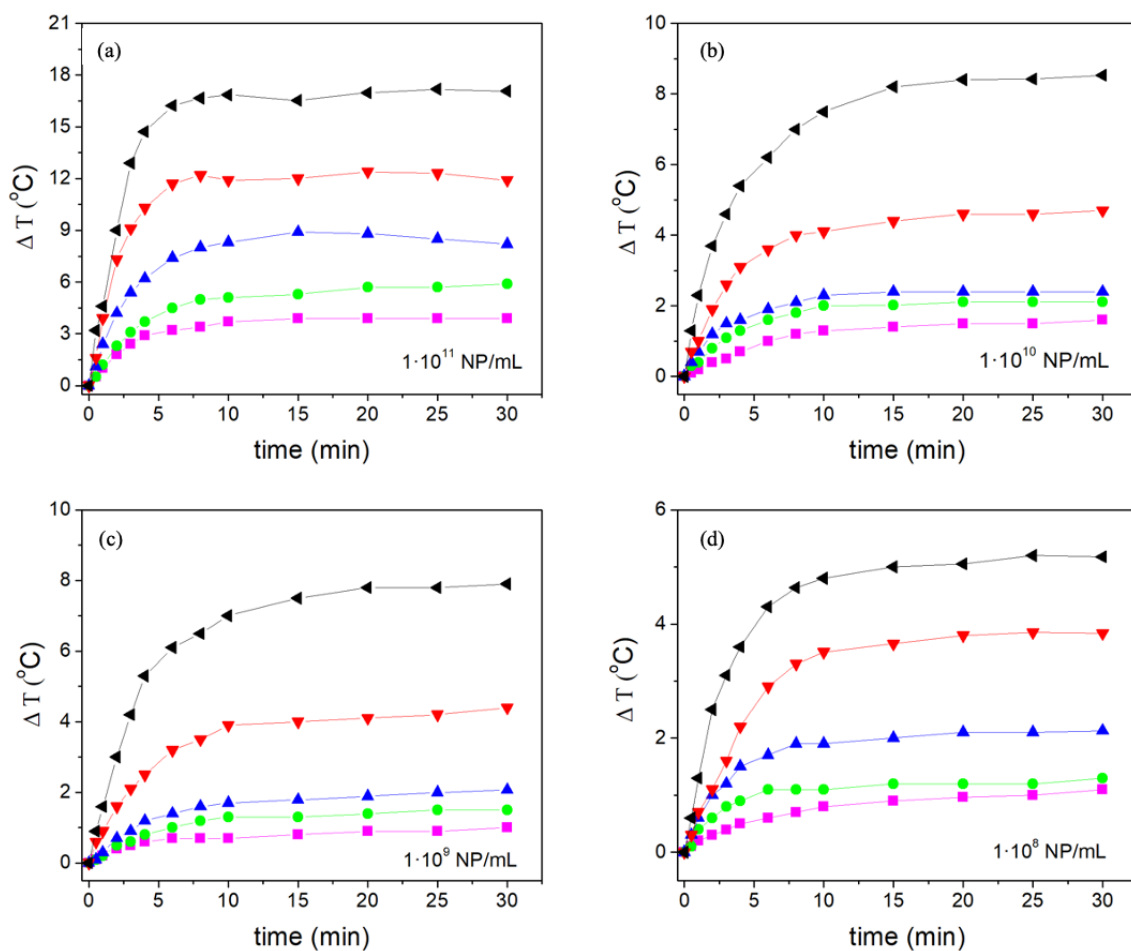 (a)
21
18
15
12
9
6
3
0
Δ T (°C)
1·10¹¹ NP/mL
0 5 10 15 20 25 30
time (min)
(b)
10
8
6
4
2
0
Δ T (°C)
1·10¹⁰ NP/mL
0 5 10 15 20 25 30
time (min)
(c)
10
8
6
4
2
0
Δ T (°C)
1·10⁹ NP/mL
0 5 10 15 20 25 30
time (min)
(d)
6
4
2
0
Δ T (°C)
1·10⁸ NP/mL
0 5 10 15 20 25 30
time (min)